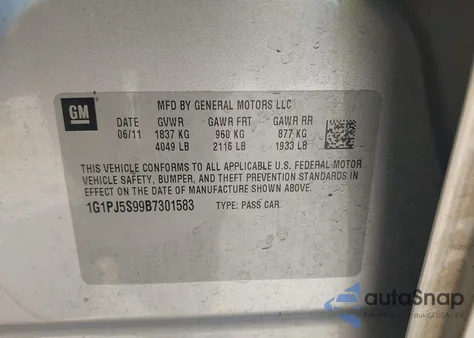 GM
MFD BY GENERAL MOTORS LLC
DATE GVWR GAWR FRT GAWR RR
06/11 1837 KG 960 KG 877 KG
4049 LB 2116 LB 1933 LB
THIS VEHICLE CONFORMS TO ALL APPLICABLE U.S. FEDERAL MOTOR
VEHICLE SAFETY, BUMPER, AND THEFT PREVENTION STANDARDS IN
EFFECT ON THE DATE OF MANUFACTURE SHOWN ABOVE.
1G1PJ5S99B7301583 TYPE: PASS CAR
autoSnap